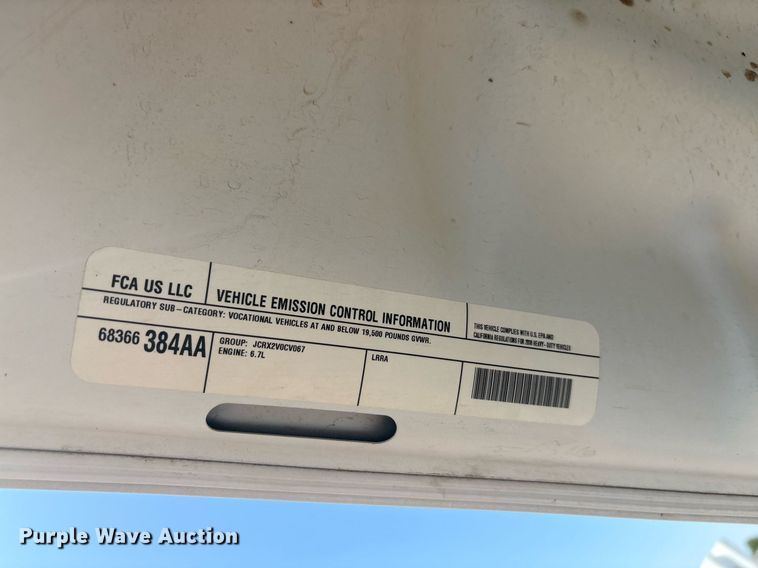 FCA US LLC
VEHICLE EMISSION CONTROL INFORMATION
THIS VEHICLE COMPLIES WITH U.S. EPA AND
CALIFORNIA REGULATIONS FOR 2018 HEAVY-DUTY VEHICLES
REGULATORY SUB-CATEGORY: VOCATIONAL VEHICLES AT AND BELOW 19,500 POUNDS GVWR.
68366 384AA
GROUP: JCRX2VOCV067
ENGINE: 6.7L
LRRA
Purple Wave Auction